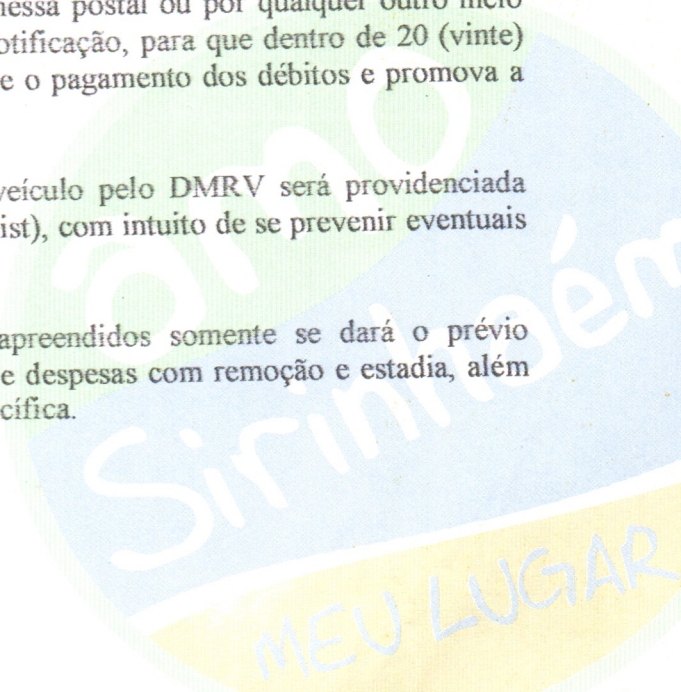 nessa postal ou por qualquer outro meio
otificação, para que dentro de 20 (vinte)
e o pagamento dos débitos e promova a
veículo pelo DMRV será providenciada
ist), com intuito de se prevenir eventuais
apreendidos somente se dará o prévio
e despesas com remoção e estadia, além
cífica.
amo
Sirinhaém
MEU LUGAR